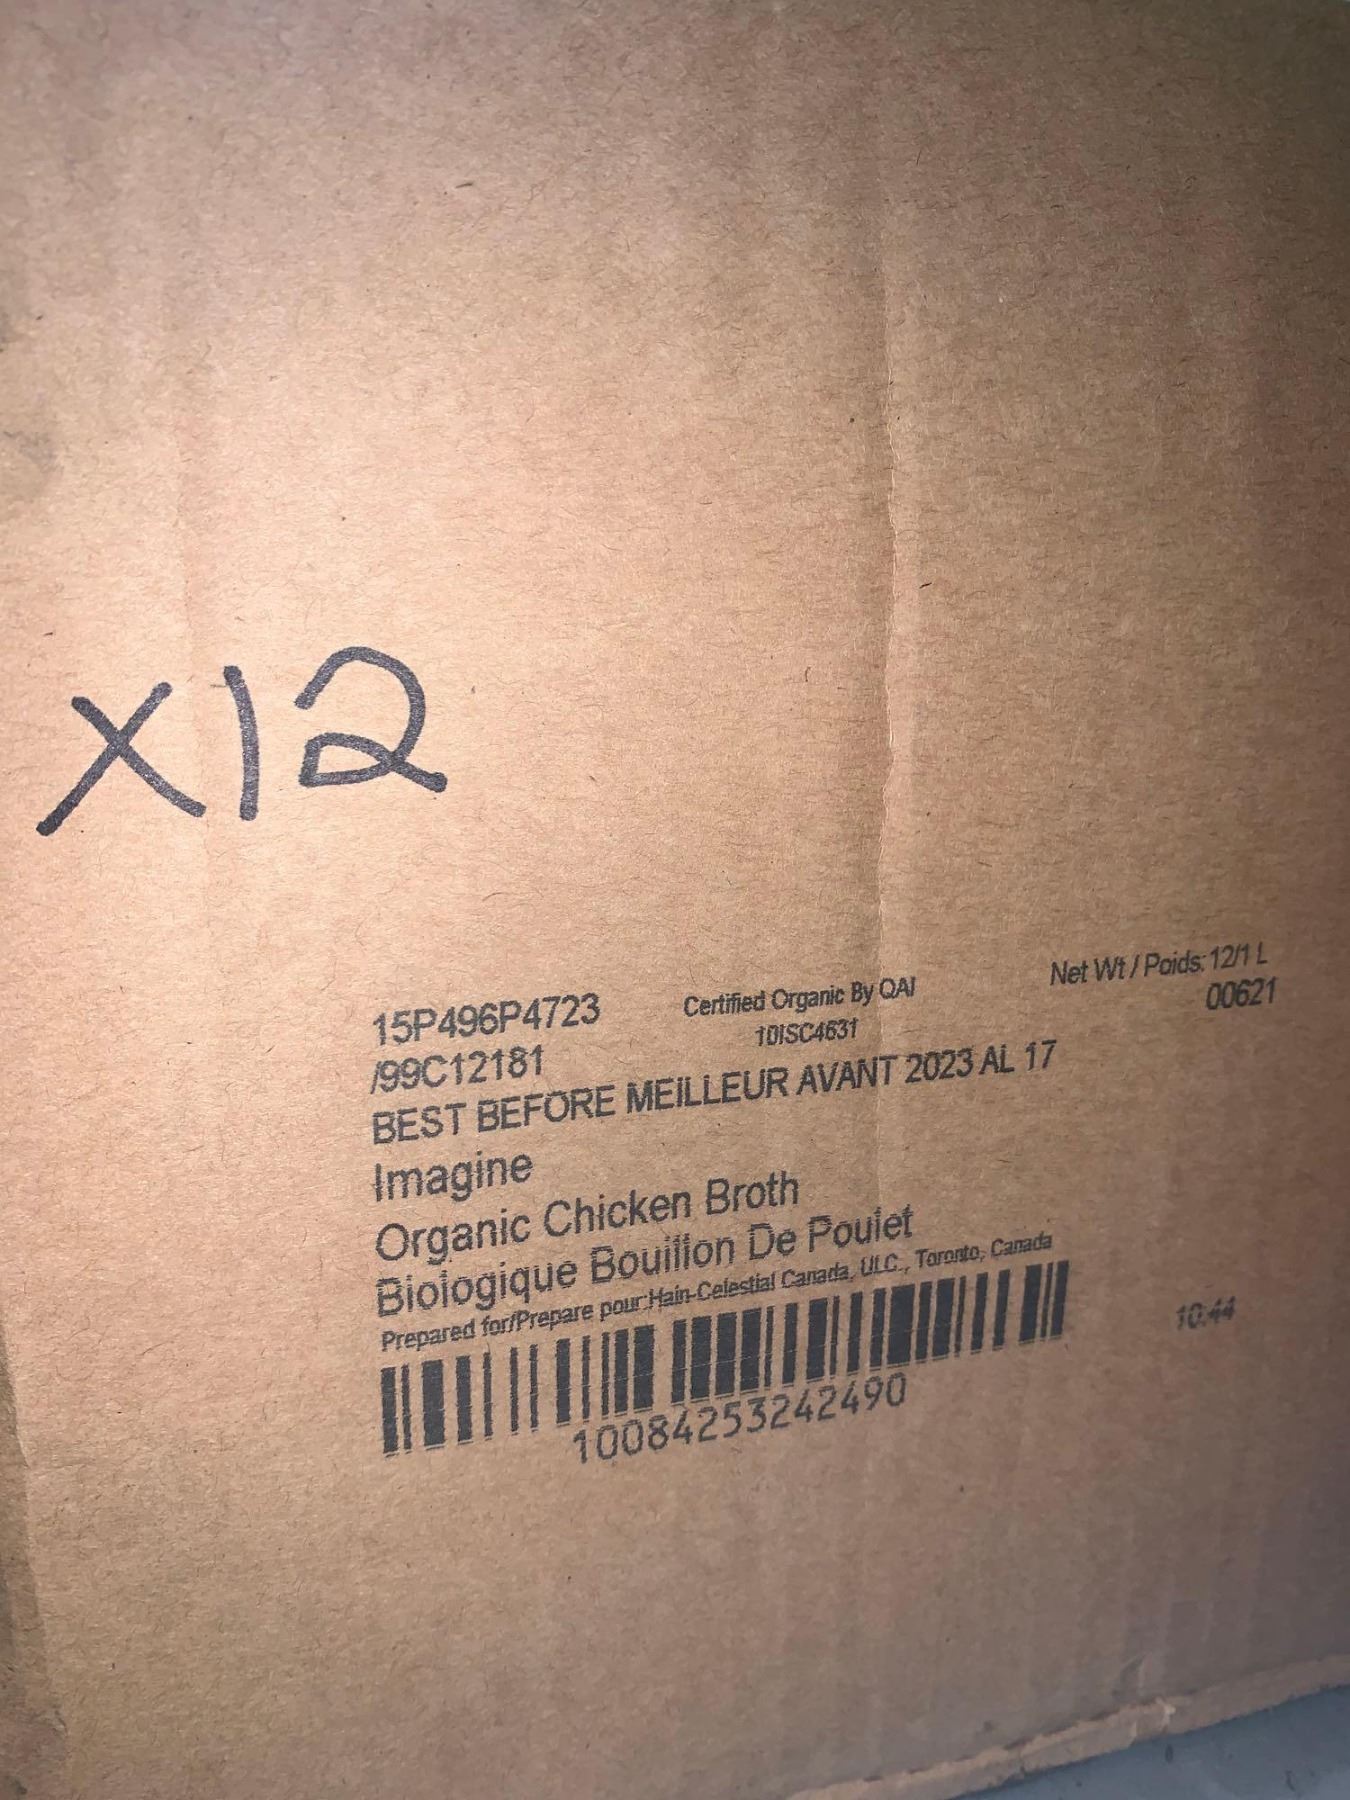 X12
15P496P4723
/99C12181
Certified Organic By QAI
10ISC4631
Net Wt / Poids: 12/1 L
00621
BEST BEFORE MEILLEUR AVANT 2023 AL 17
Imagine
Organic Chicken Broth
Biologique Bouillon De Poulet
Prepared for/Prepare pour:Hain-Celestial Canada, ULC., Toronto, Canada
10:44
10084253242490